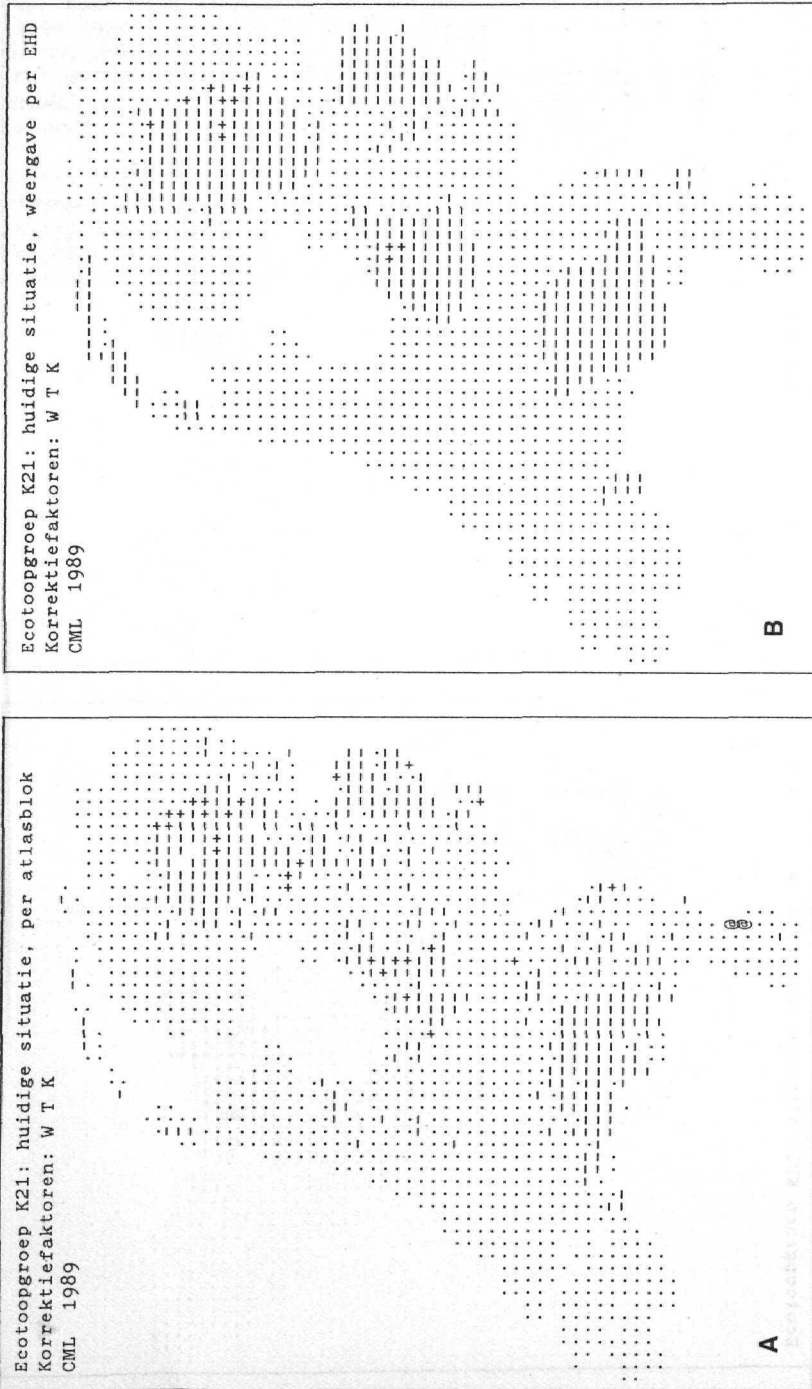 Ecotoopgroep K21: huidige situatie, per atlasblok
Korrektiefaktoren: W T K
CML 1989
A
Ecotoopgroep K21: huidige situatie, weergave per EHD
Korrektiefaktoren: W T K
CML 1989
B